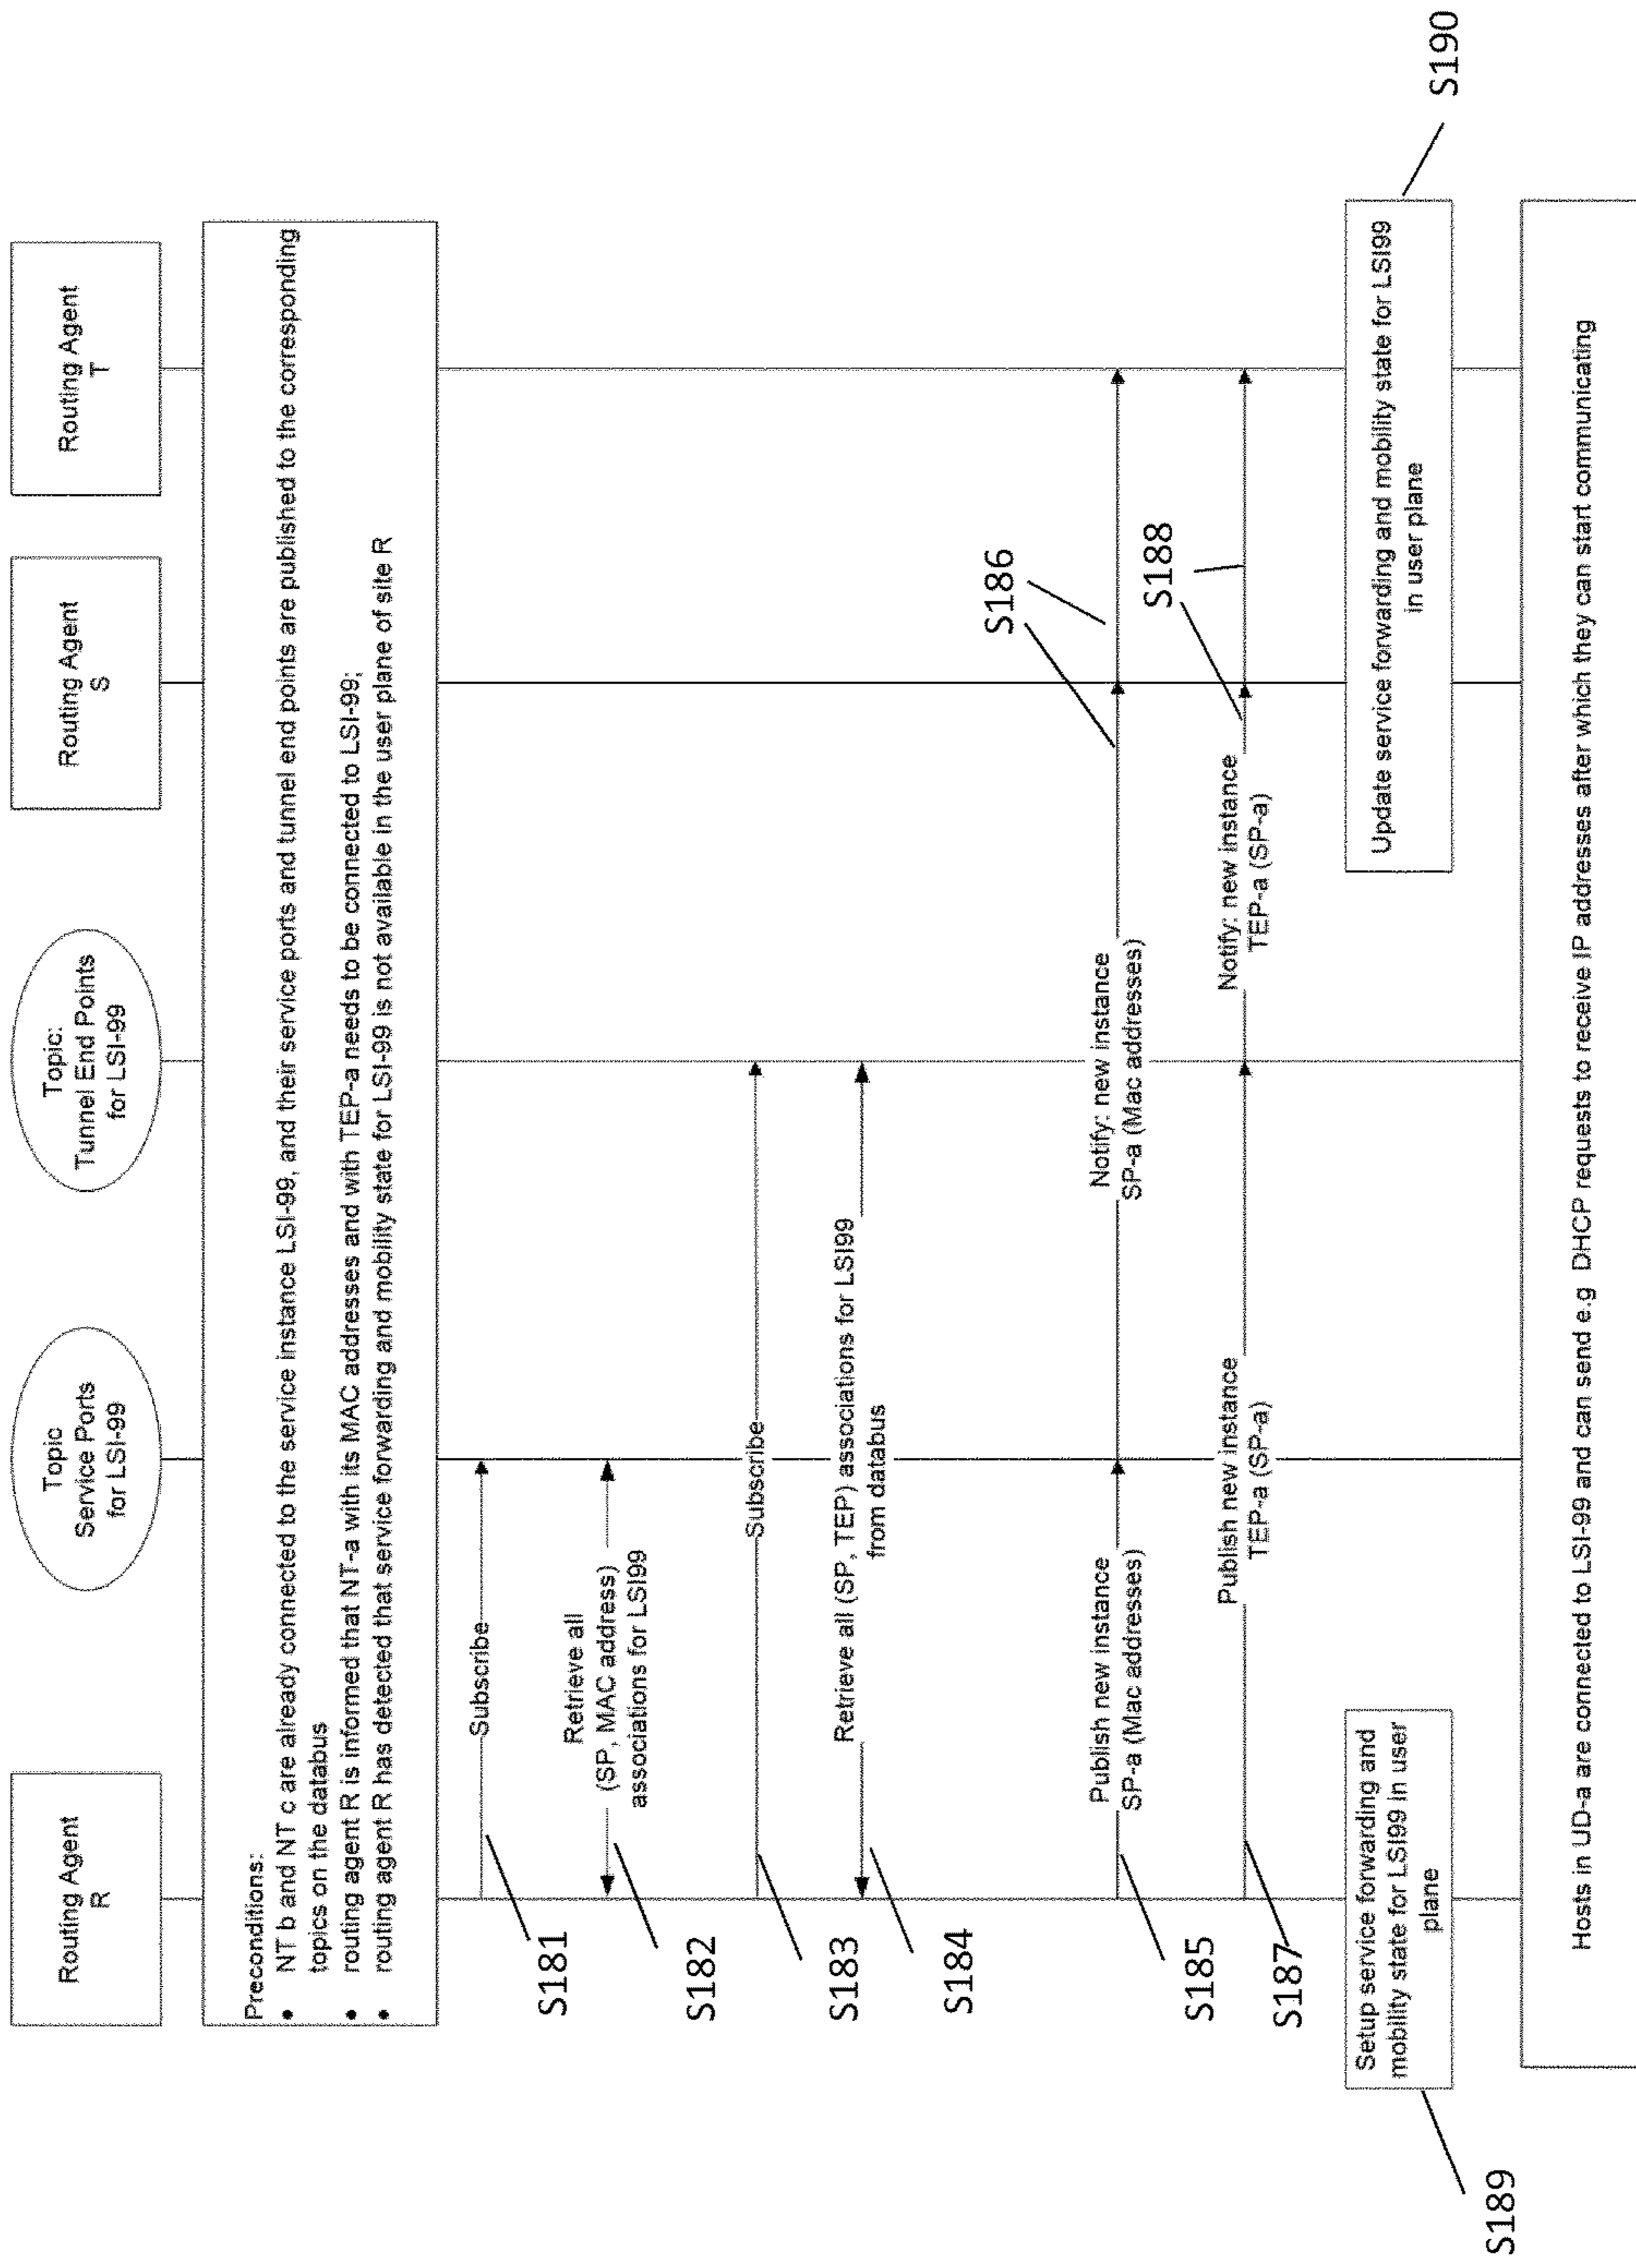 Routing Agent
R
Topic
Service Ports
for LSI-99
Topic:
Tunnel End Points
for LSI-99
Routing Agent
S
Routing Agent
T
Preconditions:
• NT b and NT c are already connected to the service instance LSI-99, and their service ports and tunnel end points are published to the corresponding
topics on the databus
• routing agent R is informed that NT-a with its MAC addresses and with TEP-a needs to be connected to LSI-99;
• routing agent R has detected that service forwarding and mobility state for LSI-99 is not available in the user plane of site R
Subscribe
S181
Retrieve all
(SP, MAC address)
associations for LSI99
S182
Subscribe
S183
Retrieve all (SP, TEP) associations for LSI99
from databus
S184
Publish new instance
SP-a (Mac addresses)
S185
Notify: new instance
SP-a (Mac addresses)
S186
Publish new instance
TEP-a (SP-a)
S187
Notify: new instance
TEP-a (SP-a)
S188
Setup service forwarding and
mobility state for LSI99 in user
plane
S189
Update service forwarding and mobility state for LSI99
in user plane
S190
Hosts in UD-a are connected to LSI-99 and can send e.g DHCP requests to receive IP addresses after which they can start communicating